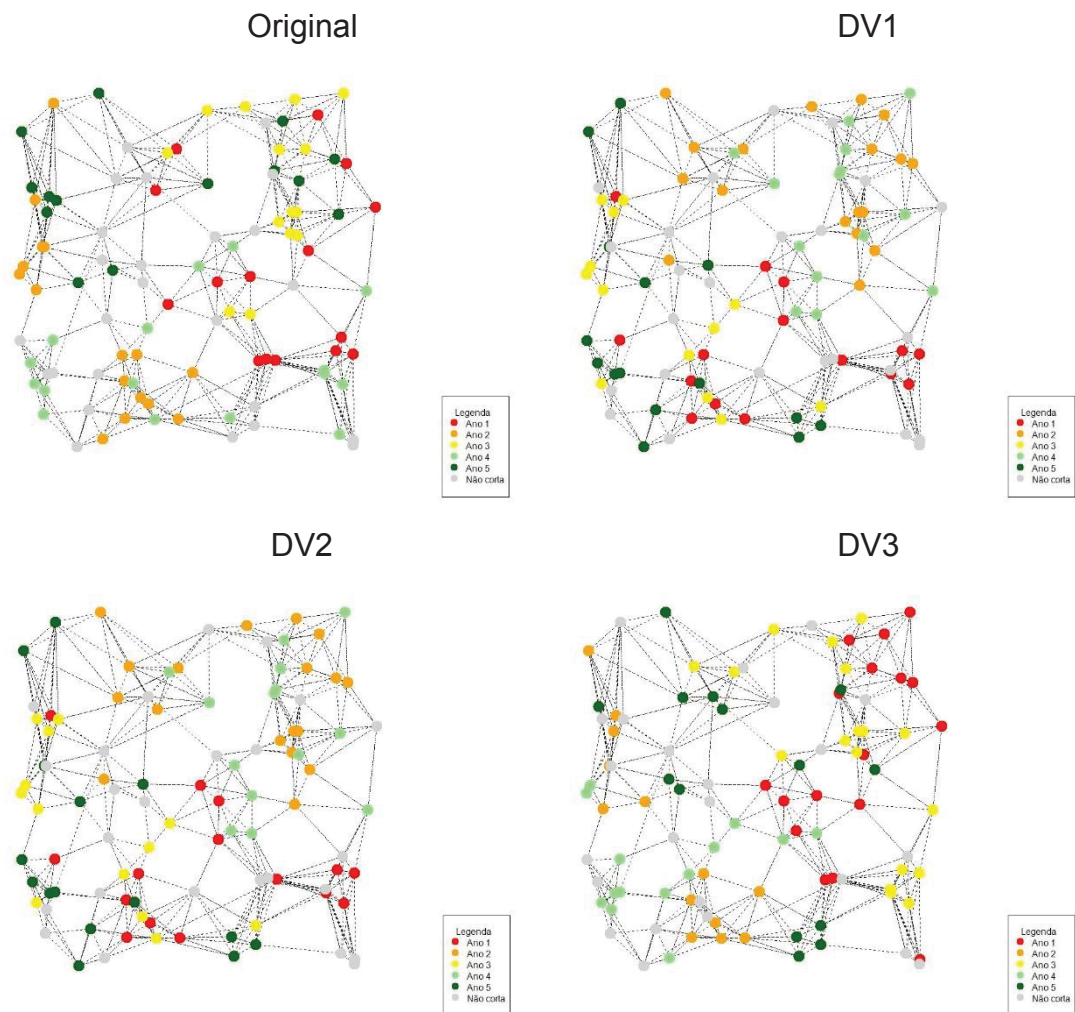 Original
DV1
Legenda
Ano 1
Ano 2
Ano 3
Ano 4
Ano 5
Não corta
Legenda
Ano 1
Ano 2
Ano 3
Ano 4
Ano 5
Não corta
DV2
DV3
Legenda
Ano 1
Ano 2
Ano 3
Ano 4
Ano 5
Não corta
Legenda
Ano 1
Ano 2
Ano 3
Ano 4
Ano 5
Não corta